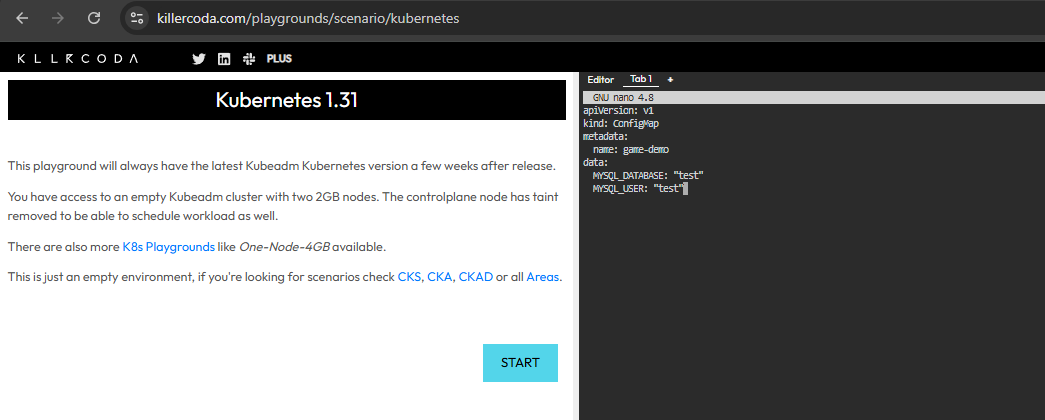 killercoda.com/playgrounds/scenario/kubernetes
KLLRCODA
PLUS
Kubernetes 1.31
This playground will always have the latest Kubeadm Kubernetes version a few weeks after release.
You have access to an empty Kubeadm cluster with two 2GB nodes. The controlplane node has taint
removed to be able to schedule workload as well.
There are also more K8s Playgrounds like One-Node-4GB available.
This is just an empty environment, if you're looking for scenarios check CKS, CKA, CKAD or all Areas.
START
Editor Tab 1 +
GNU nano 4.8
apiVersion: v1
kind: ConfigMap
metadata:
  name: game-demo
data:
  MYSQL_DATABASE: "test"
  MYSQL_USER: "test"